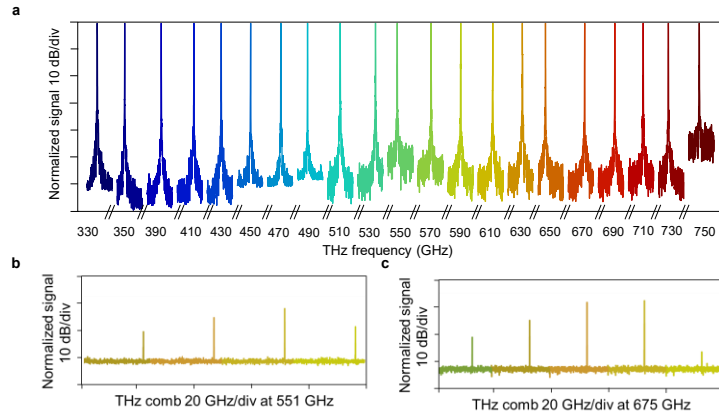 a
Normalized signal 10 dB/div
330 350 390 410 430 450 470 490 510 530 550 570 590 610 630 650 670 690 710 730 750
THz frequency (GHz)
b
Normalized signal
10 dB/div
THz comb 20 GHz/div at 551 GHz
c
Normalized signal
10 dB/div
THz comb 20 GHz/div at 675 GHz